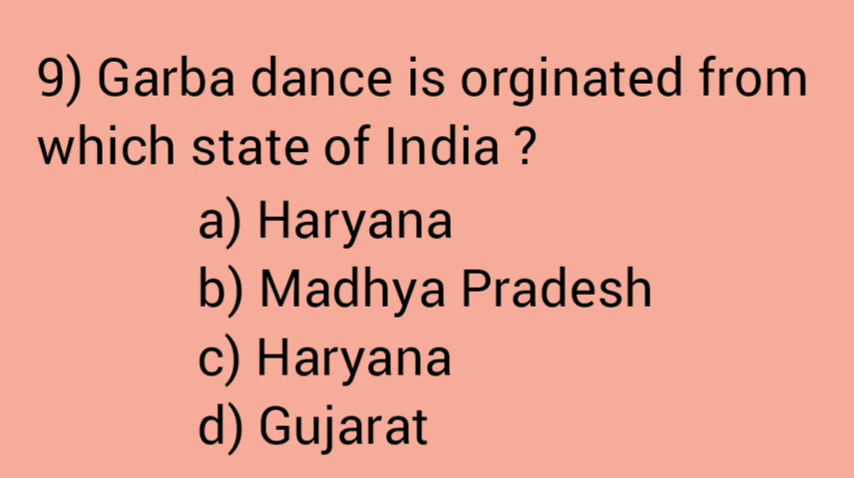 9) Garba dance is orginated from
which state of India ?
a) Haryana
b) Madhya Pradesh
c) Haryana
d) Gujarat